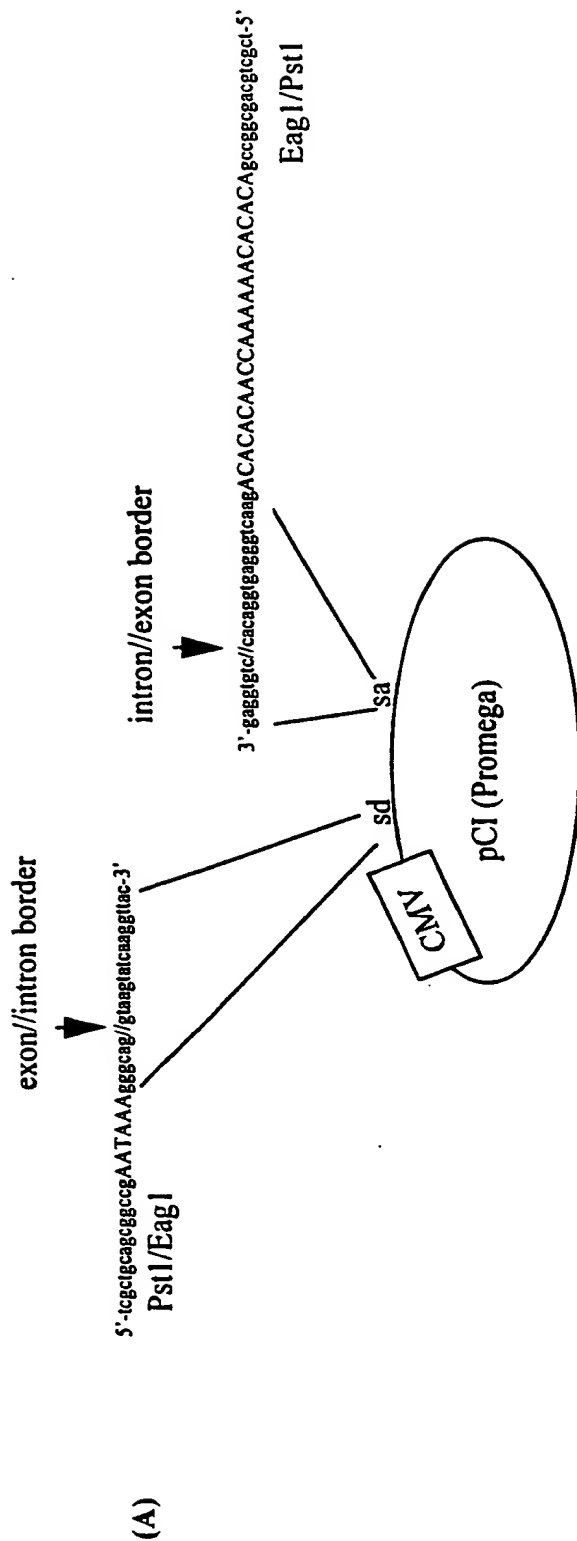 (A)
exon//intron border
5'-tcgctgcagcggccgAATAAAgggcag//gtaagtatcaaggttac-3'
Pst1/Eag1
intron//exon border
3'-gaggtgtc//cacaggtgagggtcaagACACACAACCAAAAAACACACAgccggcgacgtcgct-5'
Eag1/Pst1
CMV
sd
sa
pCI (Promega)